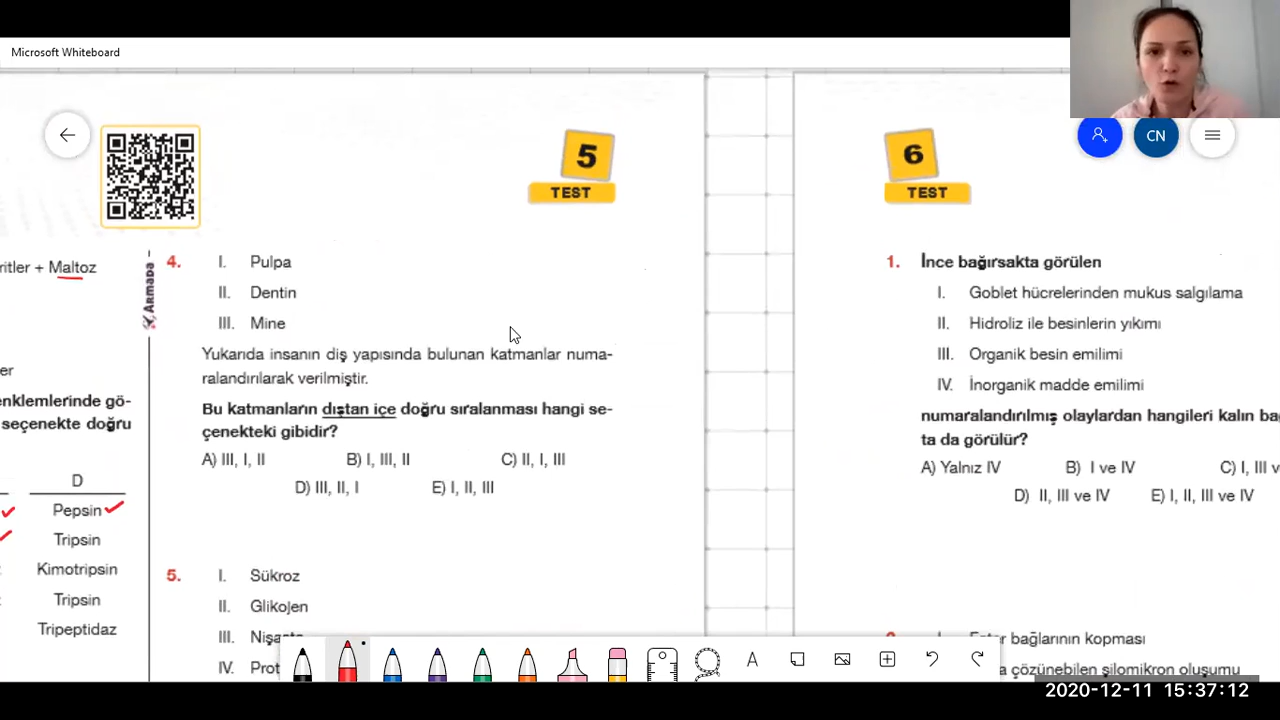 Microsoft Whiteboard
CN
5
TEST
6
TEST
ritler + Maltoz
er
enklemlerinde gö-
seçenekte doğru
D
Pepsin
Tripsin
Kimotripsin
Tripsin
Tripeptidaz
ARMADA
4.
I. Pulpa
II. Dentin
III. Mine
Yukarıda insanın diş yapısında bulunan katmanlar numa-
ralandırılarak verilmiştir.
Bu katmanların dıştan içe doğru sıralanması hangi se-
çenekteki gibidir?
A) III, I, II B) I, III, II C) II, I, III
D) III, II, I E) I, II, III
5.
I. Sükroz
II. Glikojen
III. Nişasta
IV. Prot
1. İnce bağırsakta görülen
I. Goblet hücrelerinden mukus salgılama
II. Hidroliz ile besinlerin yıkımı
III. Organik besin emilimi
IV. İnorganik madde emilimi
numaralandırılmış olaylardan hangileri kalın bağ
ta da görülür?
A) Yalnız IV B) I ve IV C) I, III v
D) II, III ve IV E) I, II, III ve IV
Ester bağlarının kopması
a çözünebilen şilomikron oluşumu
A
2020-12-11 15:37:12